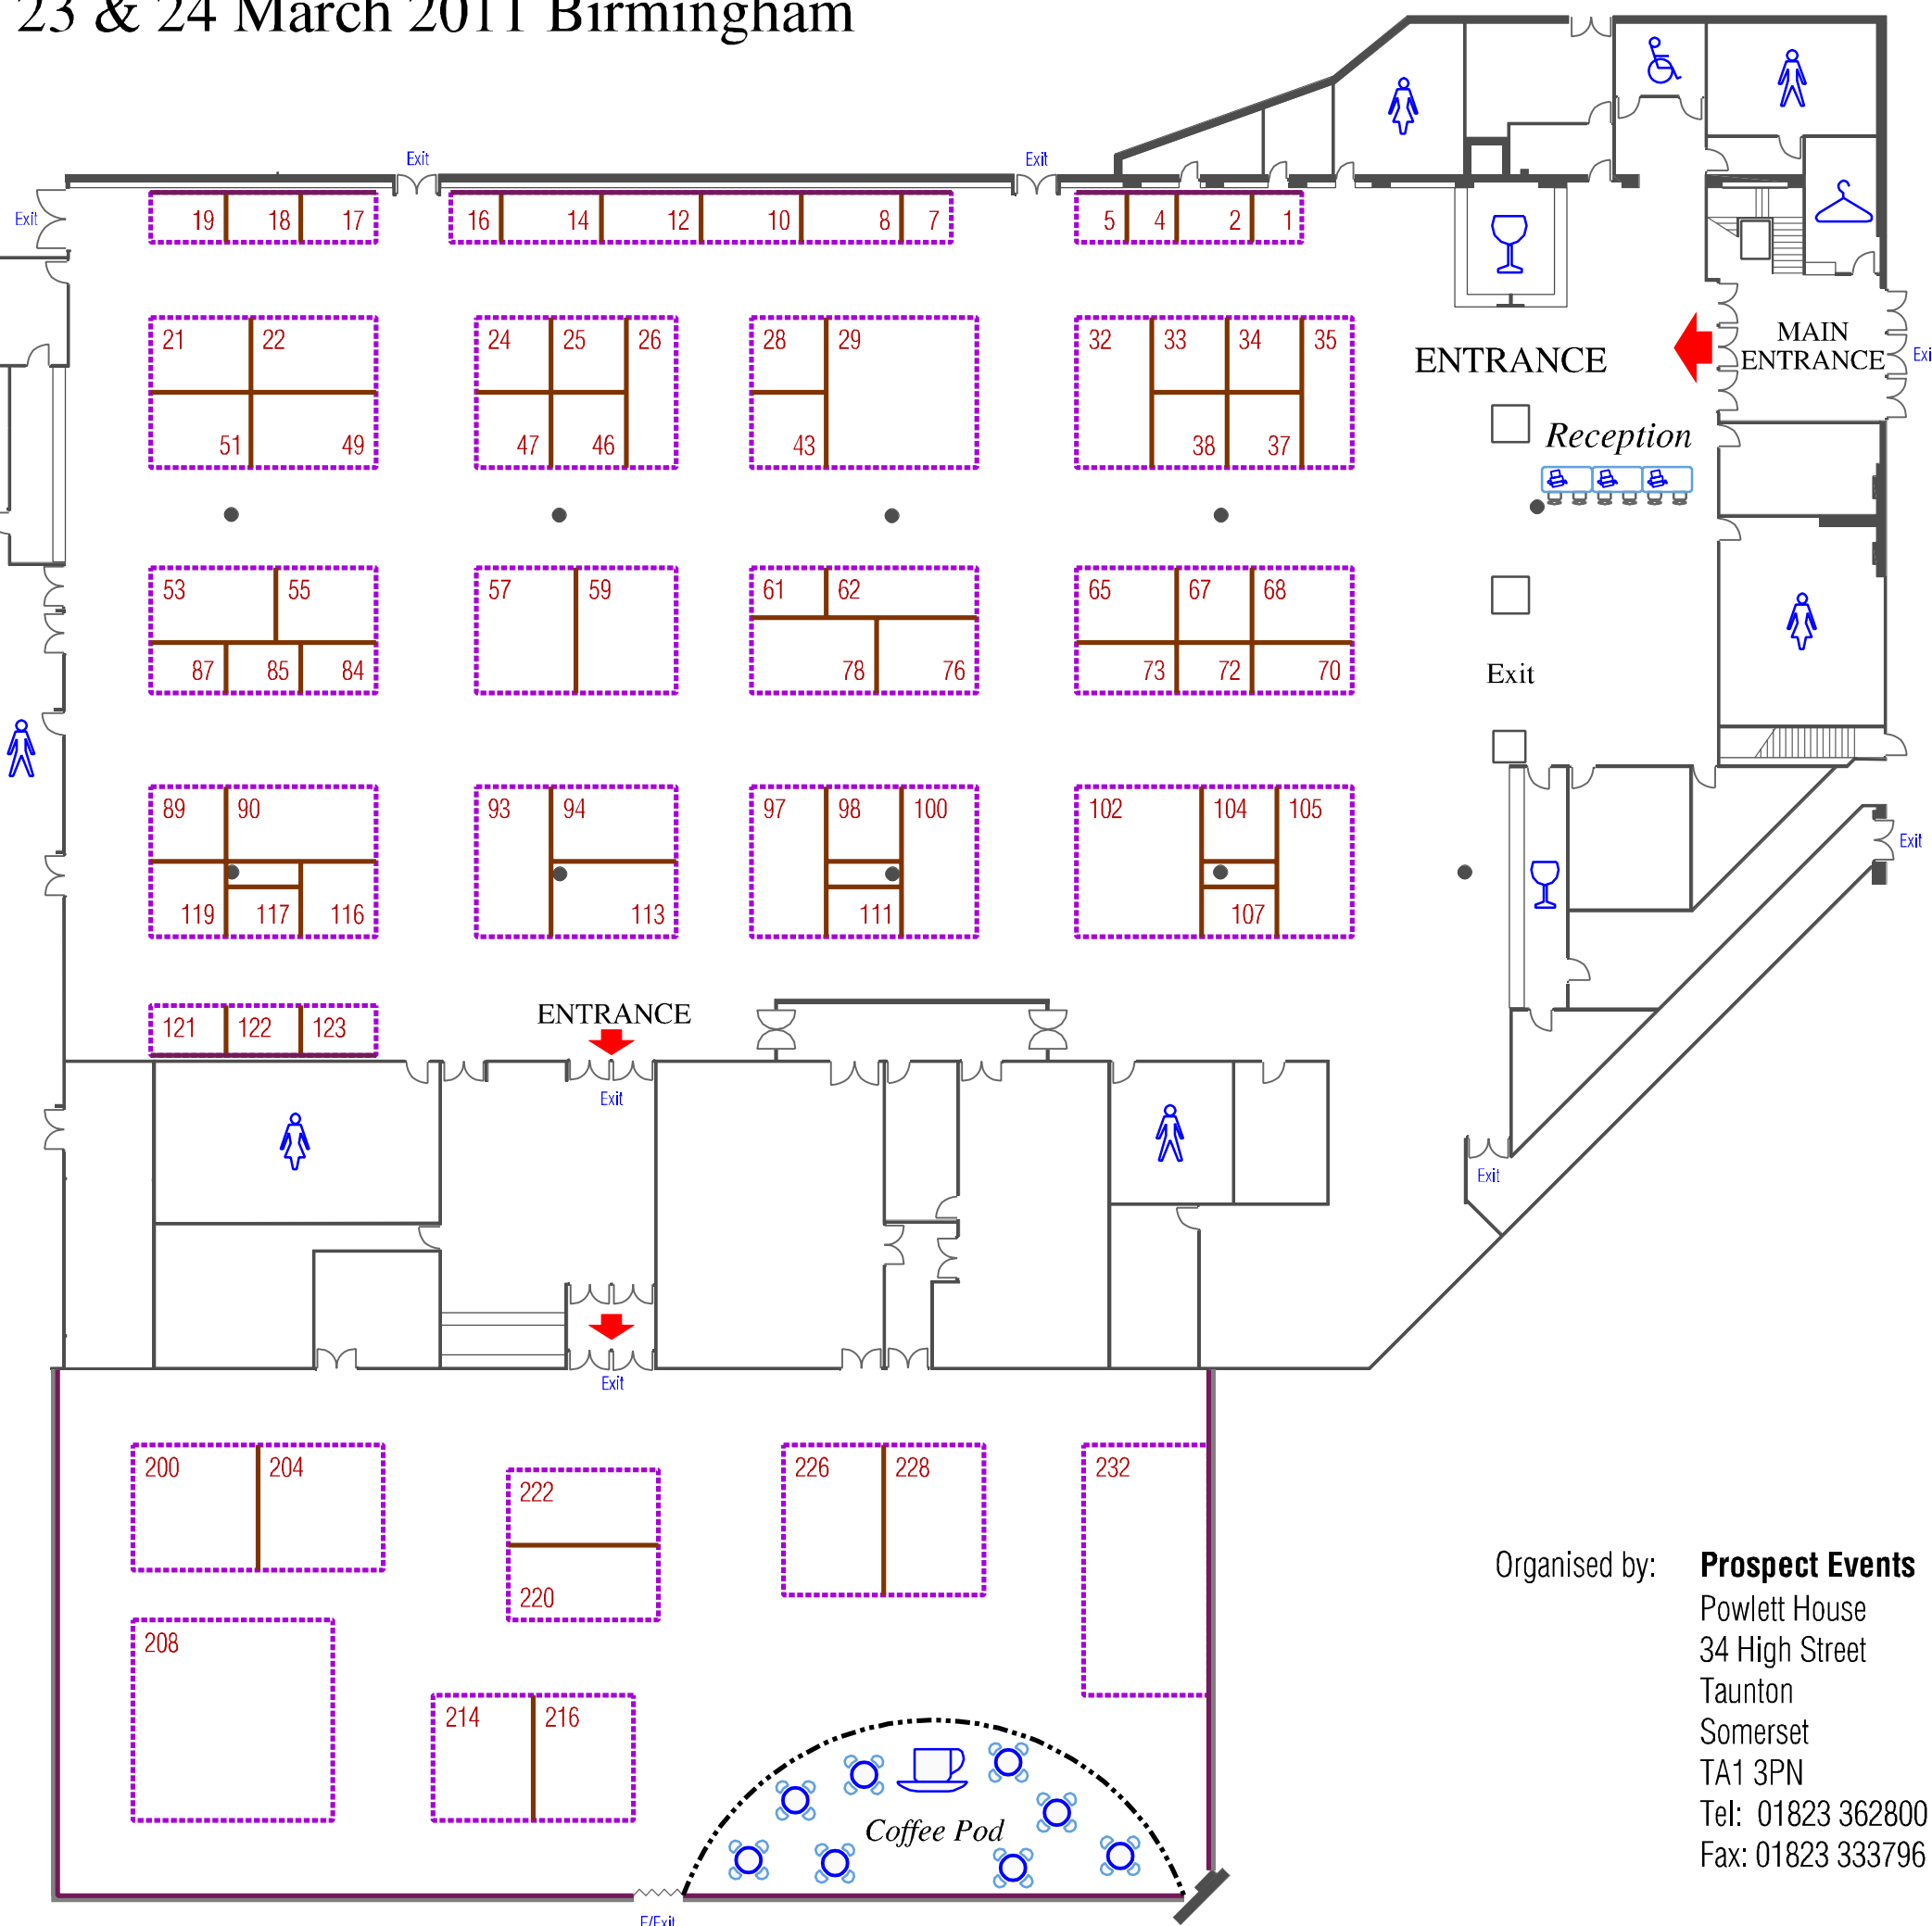 23 & 24 March 2011 Birmingham
Exit
Exit
Exit
19 18 17
16 14 12 10 8 7
5 4 2 1
21 22
24 25 26
28 29
32 33 34 35
ENTRANCE
MAIN
ENTRANCE
Exi
51 49
47 46
43
38 37
Reception
53 55
57 59
61 62
65 67 68
87 85 84
78 76
73 72 70
Exit
89 90
93 94
97 98 100
102 104 105
Exit
119 117 116
113
111
107
121 122 123
ENTRANCE
Exit
Exit
Exit
200 204
222
226 228
232
220
208
214 216
Coffee Pod
E/Exit
Organised by: Prospect Events
Powlett House
34 High Street
Taunton
Somerset
TA1 3PN
Tel: 01823 362800
Fax: 01823 333796